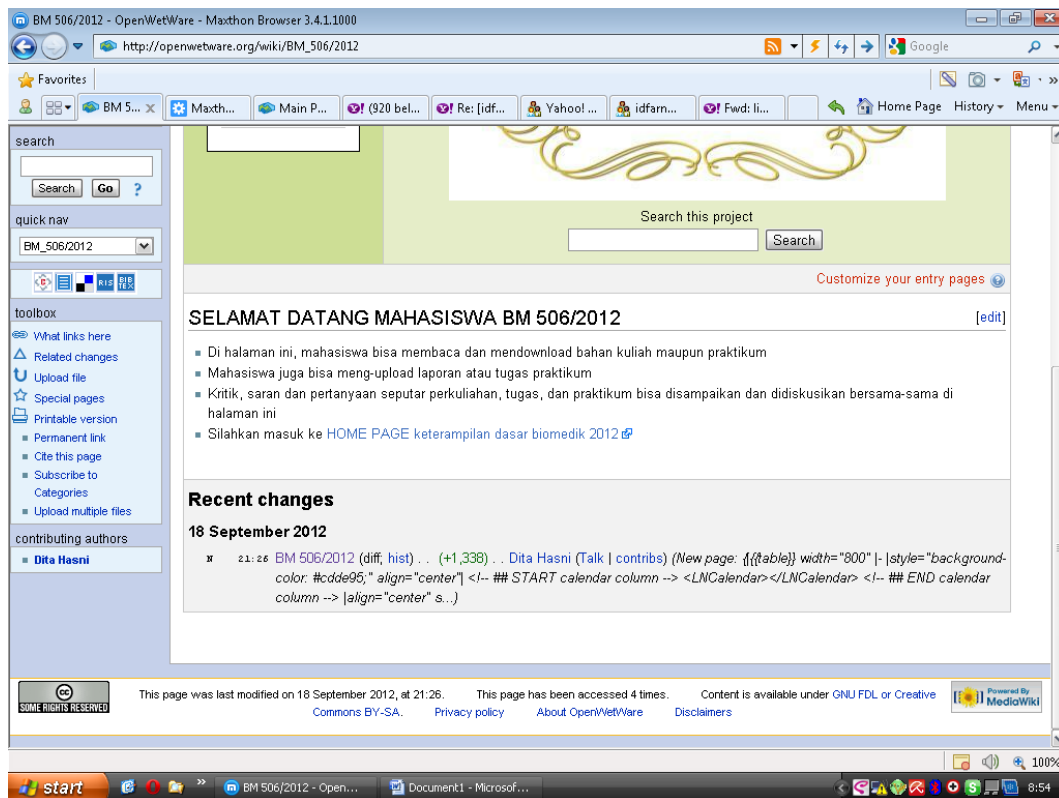 BM 506/2012 - OpenWetWare - Maxthon Browser 3.4.1.1000
http://openwetware.org/wiki/BM_506/2012
Google
Favorites
BM 5...
Maxth...
Main P...
(920 bel...
Re: [idf...
Yahoo! ...
idfarn...
Fwd: li...
Home Page History Menu
search
Search Go ?
quick nav
BM_506/2012
RIS BIBTEX
toolbox
What links here
Related changes
Upload file
Special pages
Printable version
Permanent link
Cite this page
Subscribe to
Categories
Upload multiple files
contributing authors
Dita Hasni
Search this project
Search
Customize your entry pages
SELAMAT DATANG MAHASISWA BM 506/2012 [edit]
Di halaman ini, mahasiswa bisa membaca dan mendownload bahan kuliah maupun praktikum
Mahasiswa juga bisa meng-upload laporan atau tugas praktikum
Kritik, saran dan pertanyaan seputar perkuliahan, tugas, dan praktikum bisa disampaikan dan didiskusikan bersama-sama di
halaman ini
Silahkan masuk ke HOME PAGE keterampilan dasar biomedik 2012
Recent changes
18 September 2012
N 21:26 BM 506/2012 (diff; hist) . . (+1,338) . . Dita Hasni (Talk | contribs) (New page: {|{{table}} width="800" |- |style="background-
color: #cdde95;" align="center"| <!-- ## START calendar column --> <LNCalendar></LNCalendar> <!-- ## END calendar
column --> |align="center" s...)
SOME RIGHTS RESERVED
This page was last modified on 18 September 2012, at 21:26. This page has been accessed 4 times. Content is available under GNU FDL or Creative
Commons BY-SA. Privacy policy About OpenWetWare Disclaimers
Powered By
MediaWiki
100%
start
BM 506/2012 - Open...
Document1 - Microsof...
8:54